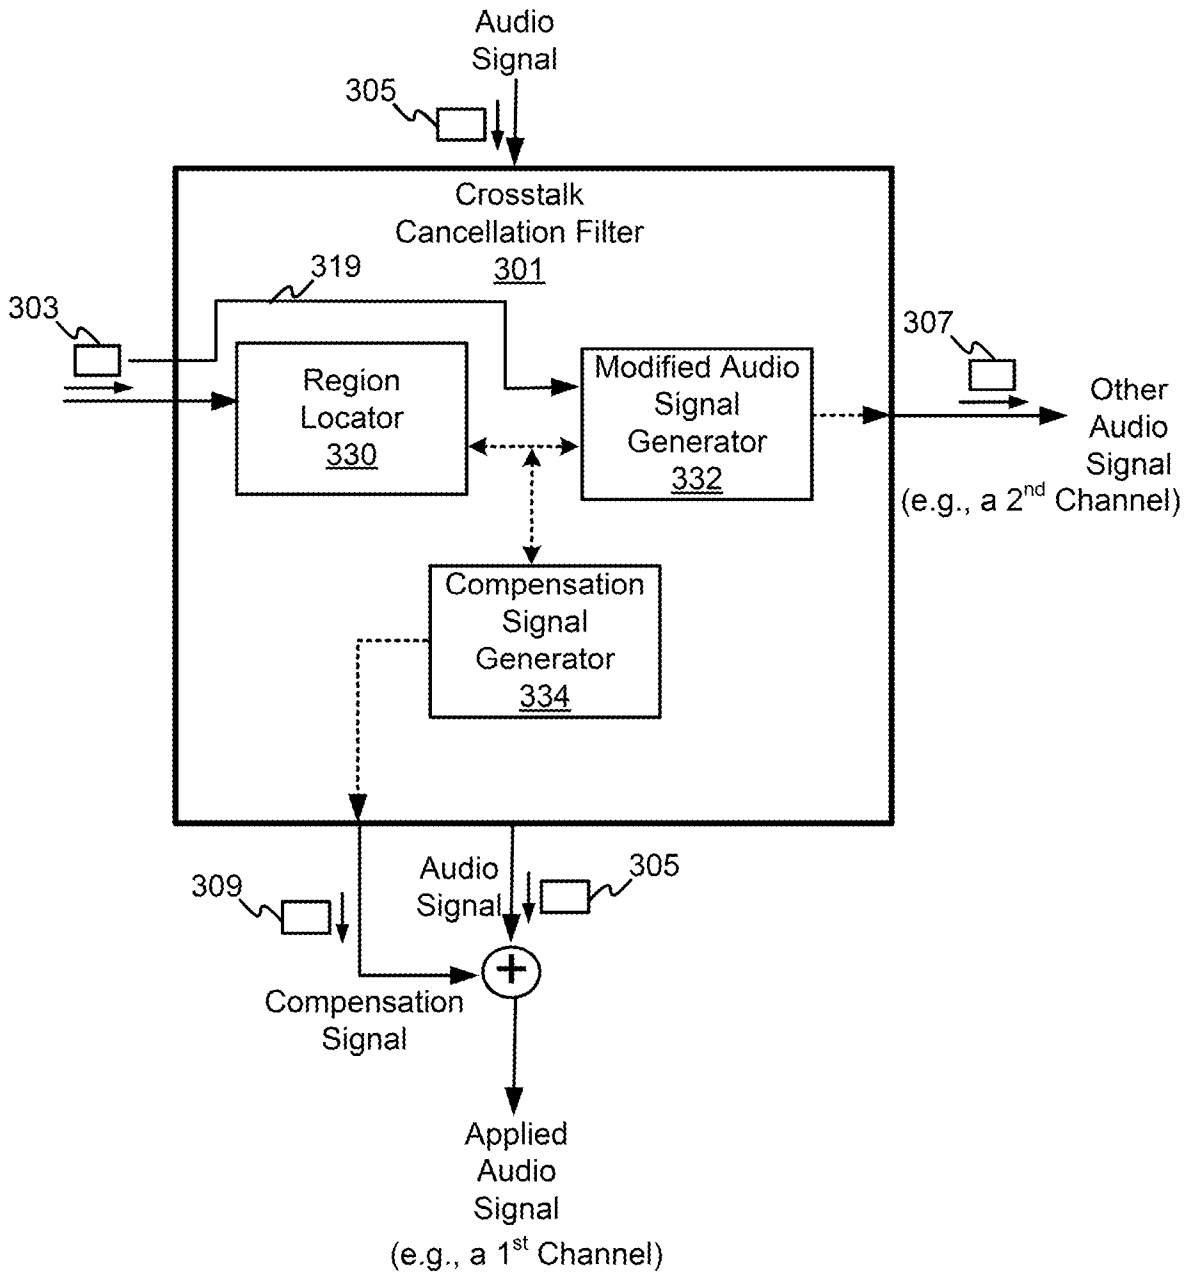 Audio
Signal
305
Crosstalk
Cancellation Filter
301
319
303
307
Region
Locator
330
Modified Audio
Signal
Generator
332
Other
Audio
Signal
(e.g., a 2nd Channel)
Compensation
Signal
Generator
334
Audio
Signal
305
309
+
Compensation
Signal
Applied
Audio
Signal
(e.g., a 1st Channel)